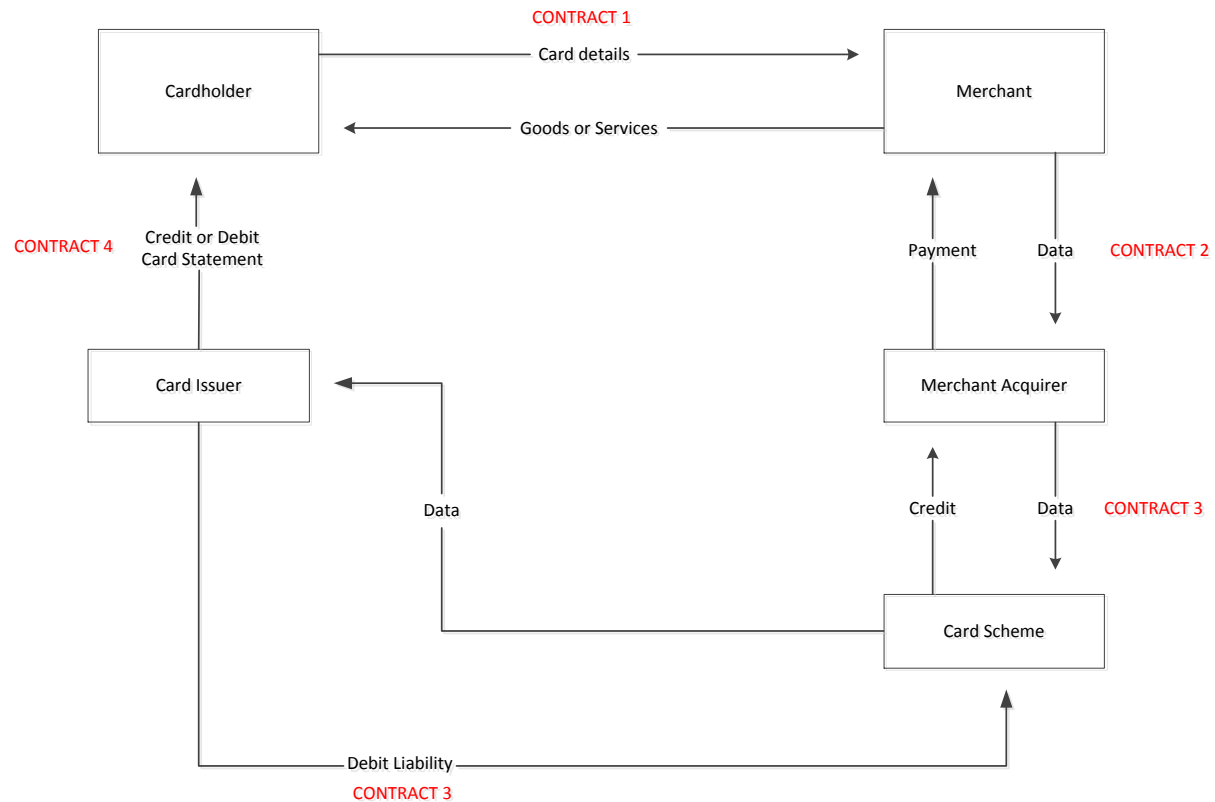 CONTRACT 1
Card details
Cardholder
Merchant
Goods or Services
CONTRACT 4
Credit or Debit
Card Statement
Payment
Data
CONTRACT 2
Card Issuer
Merchant Acquirer
Data
Credit
Data
CONTRACT 3
Card Scheme
Debit Liability
CONTRACT 3